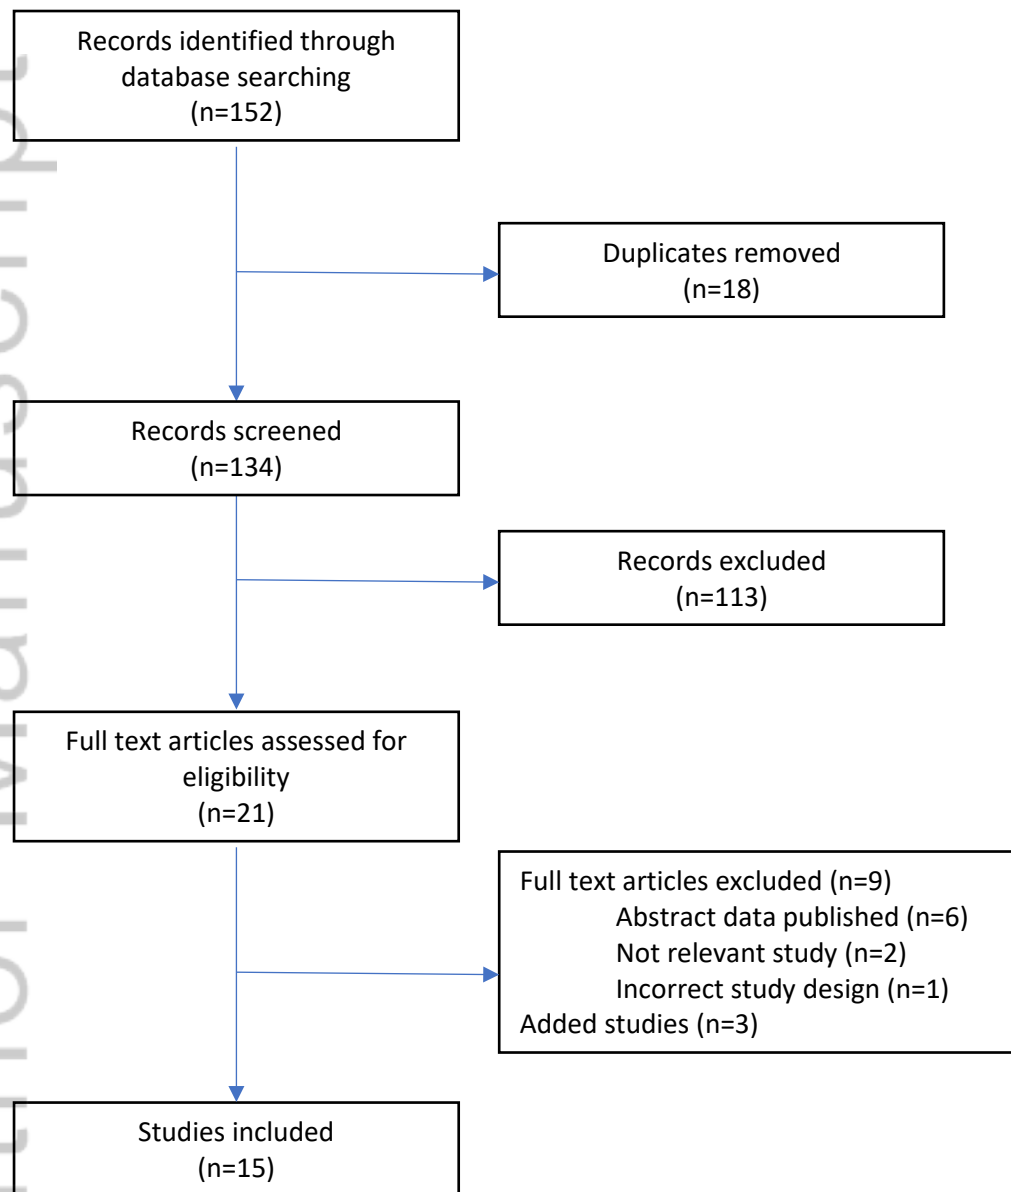 Records identified through
database searching
(n=152)
Duplicates removed
(n=18)
Records screened
(n=134)
Records excluded
(n=113)
Full text articles assessed for
eligibility
(n=21)
Full text articles excluded (n=9)
Abstract data published (n=6)
Not relevant study (n=2)
Incorrect study design (n=1)
Added studies (n=3)
Studies included
(n=15)